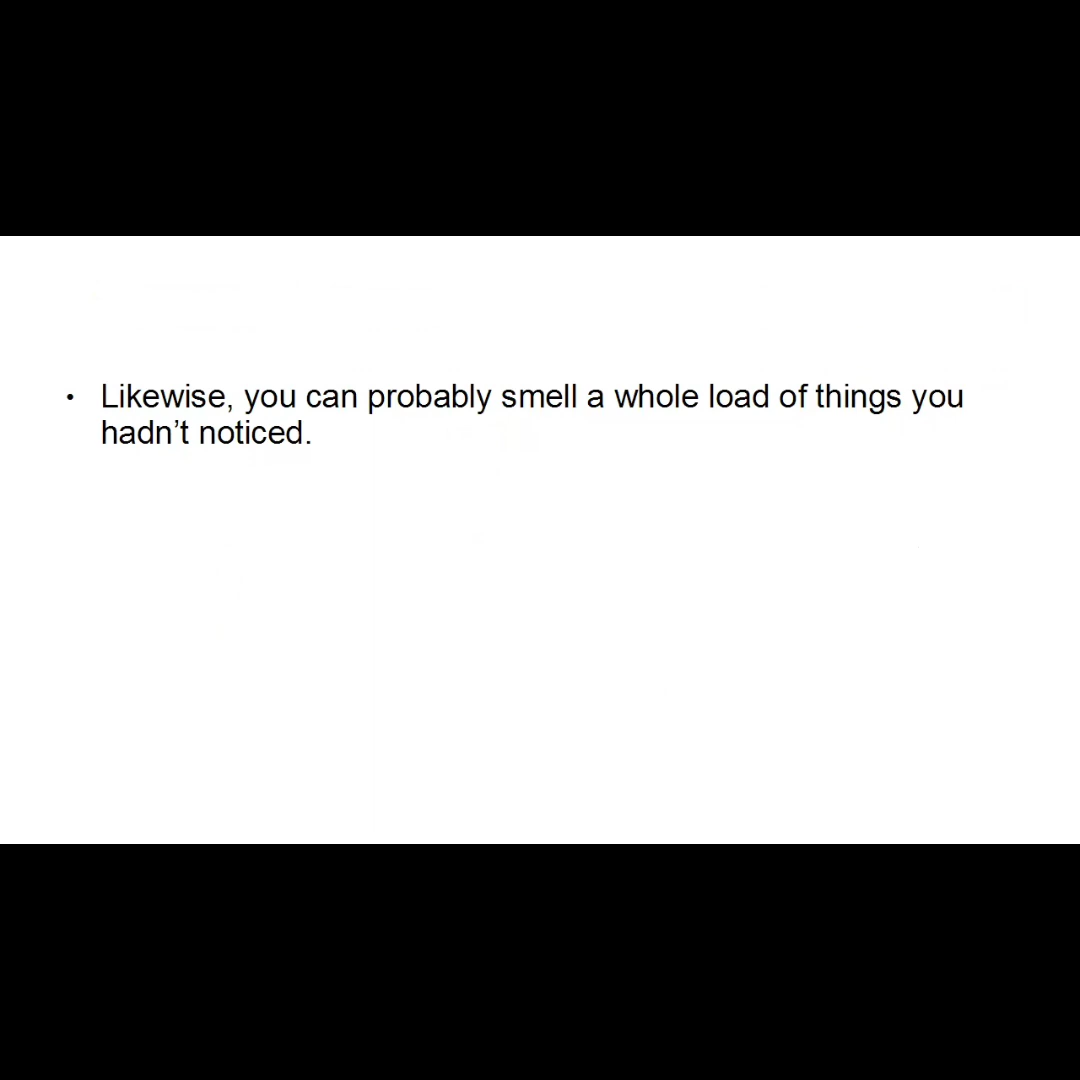 • Likewise, you can probably smell a whole load of things you
hadn’t noticed.